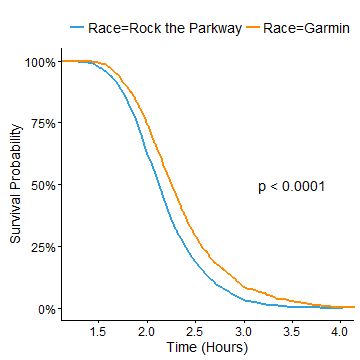 Race=Rock the Parkway Race=Garmin
100%
75%
50%
25%
0%
Survival Probability
p < 0.0001
1.5 2.0 2.5 3.0 3.5 4.0
Time (Hours)